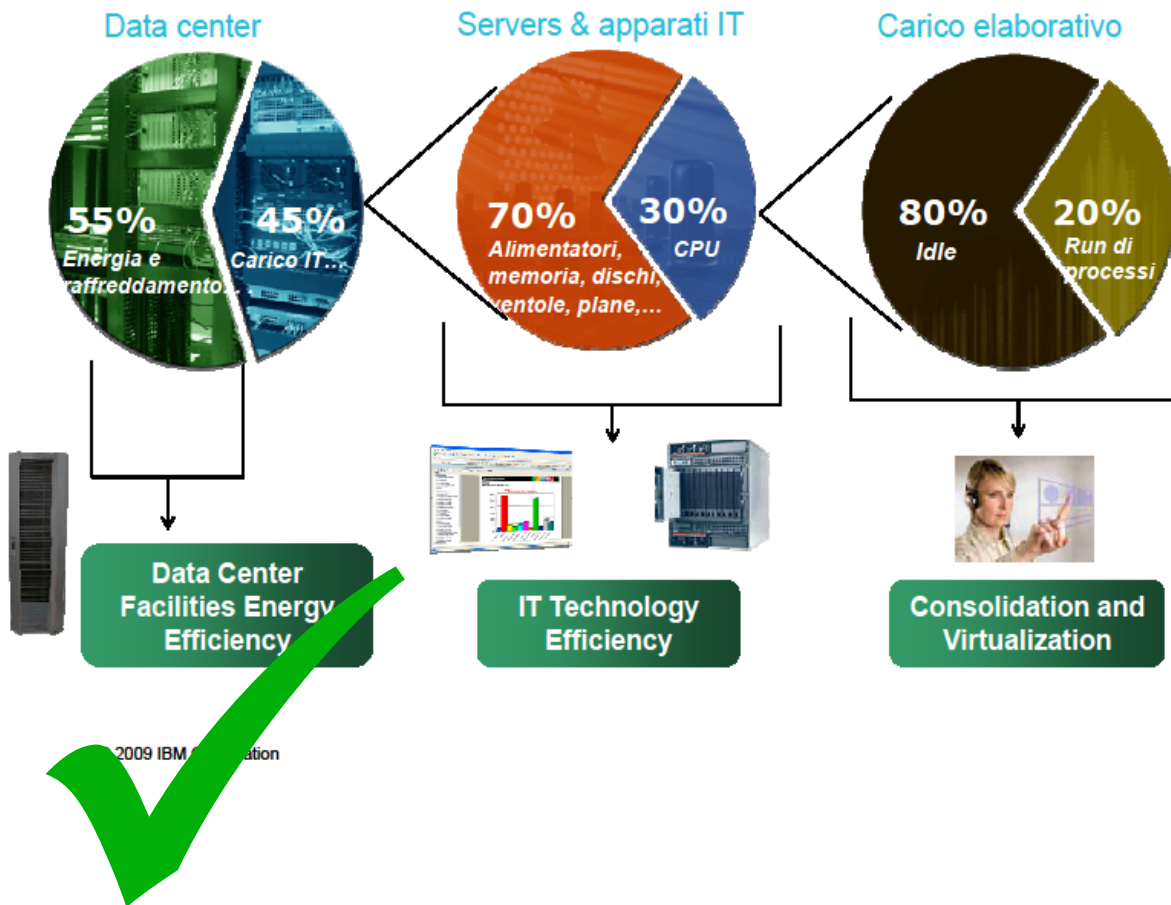 Data center
Servers & apparati IT
Carico elaborativo
55%
Energia e
raffreddamento...
45%
Carico IT...
70%
Alimentatori,
memoria, dischi,
ventole, plane,...
30%
CPU
80%
Idle
20%
Run di
processi
Data Center
Facilities Energy
Efficiency
IT Technology
Efficiency
Consolidation and
Virtualization
2009 IBM